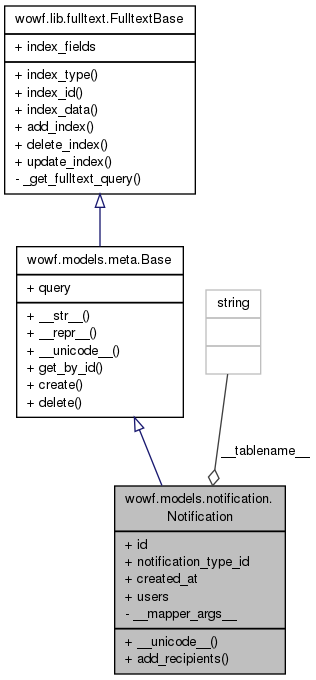 wowf.lib.fulltext.FulltextBase
+ index_fields
+ index_type()
+ index_id()
+ index_data()
+ add_index()
+ delete_index()
+ update_index()
- _get_fulltext_query()
wowf.models.meta.Base
+ query
+ __str__()
+ __repr__()
+ __unicode__()
+ get_by_id()
+ create()
+ delete()
string
__tablename__
wowf.models.notification.
Notification
+ id
+ notification_type_id
+ created_at
+ users
- __mapper_args__
+ __unicode__()
+ add_recipients()